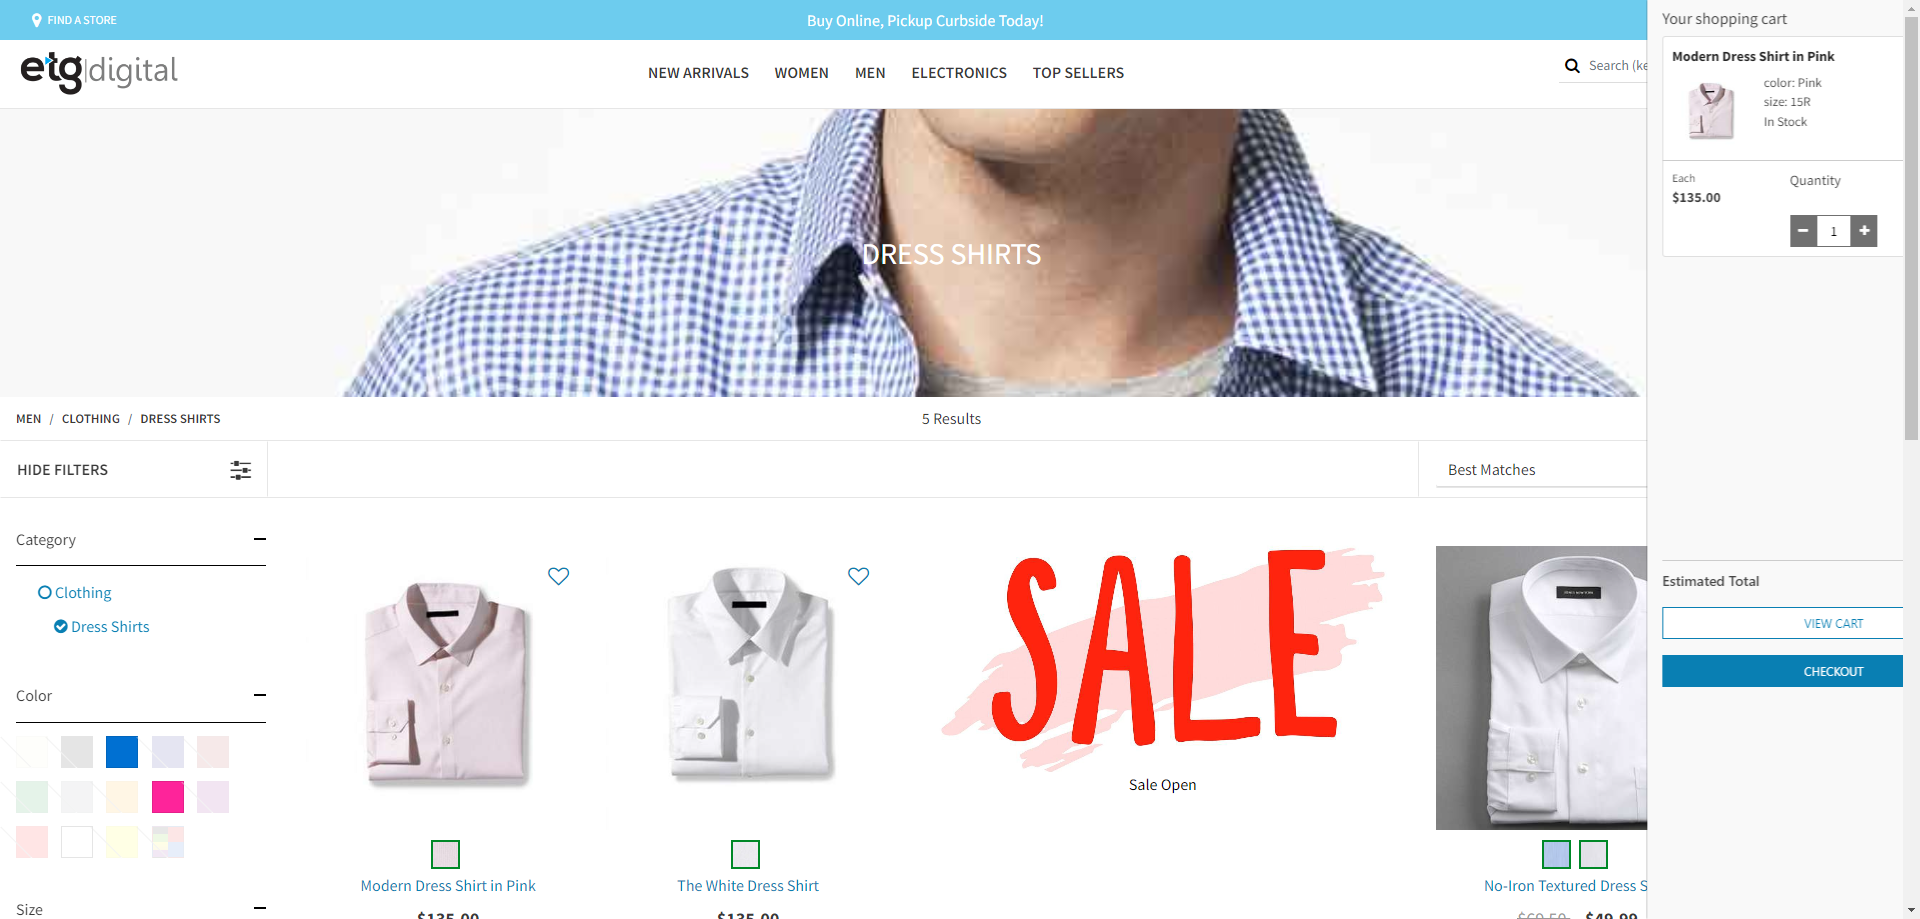 FIND A STORE
Buy Online, Pickup Curbside Today!
etg|digital
NEW ARRIVALS
WOMEN
MEN
ELECTRONICS
TOP SELLERS
Search (ke
DRESS SHIRTS
MEN / CLOTHING / DRESS SHIRTS
5 Results
HIDE FILTERS
Best Matches
Category
Clothing
Dress Shirts
Color
Size
Modern Dress Shirt in Pink
$135.00
The White Dress Shirt
$135.00
SALE
Sale Open
No-Iron Textured Dress S
$69.50 $49.99
Your shopping cart
Modern Dress Shirt in Pink
color: Pink
size: 15R
In Stock
Each
$135.00
Quantity
1
Estimated Total
VIEW CART
CHECKOUT